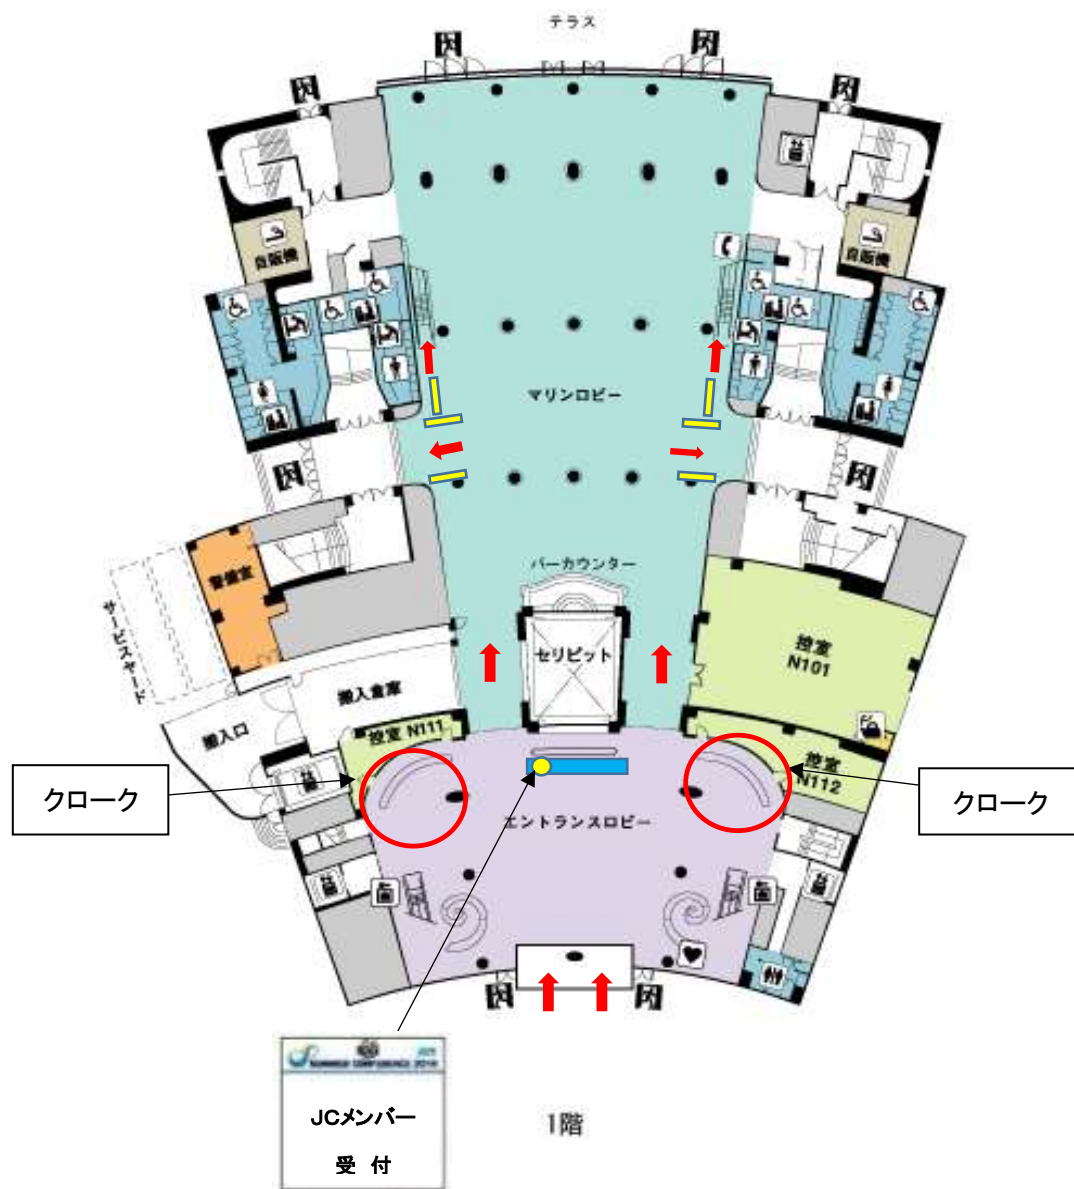 テラス
自販機
自販機
マリンロビー
バーカウンター
警備室
サービスヤード
セリピット
控室
N101
搬入倉庫
搬入口
控室 N111
控室
N112
クローク
クローク
エントランスロビー
JCメンバー
受 付
1階